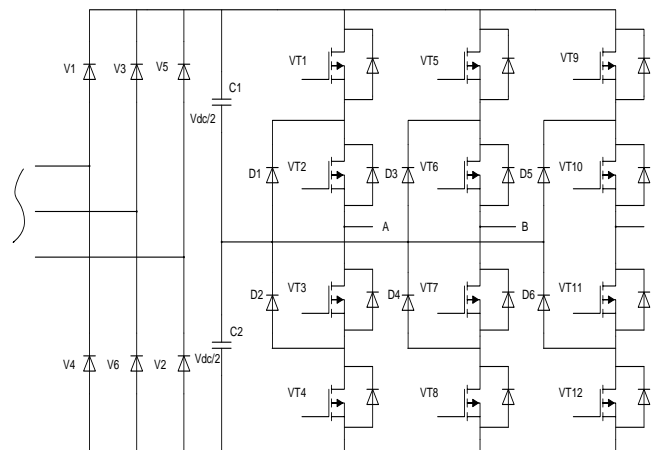 V1 V3 V5 C1 VT1 VT5 VT9
Vdc/2
D1 VT2 D3 VT6 D5 VT10
A B
D2 VT3 D4 VT7 D6 VT11
C2
V4 V6 V2 Vdc/2
VT4 VT8 VT12